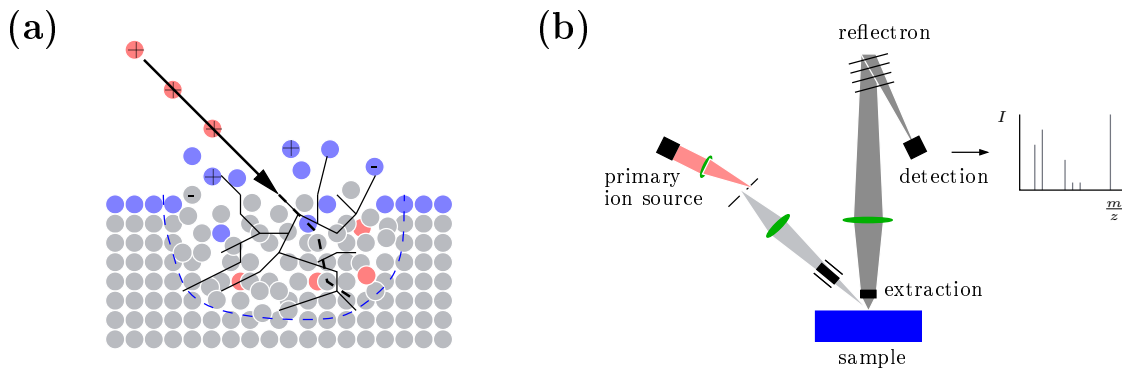 (a)
+
+
+
+
+
-
-
(b)
reflectron
I
primary
ion source
detection
m
z
extraction
sample